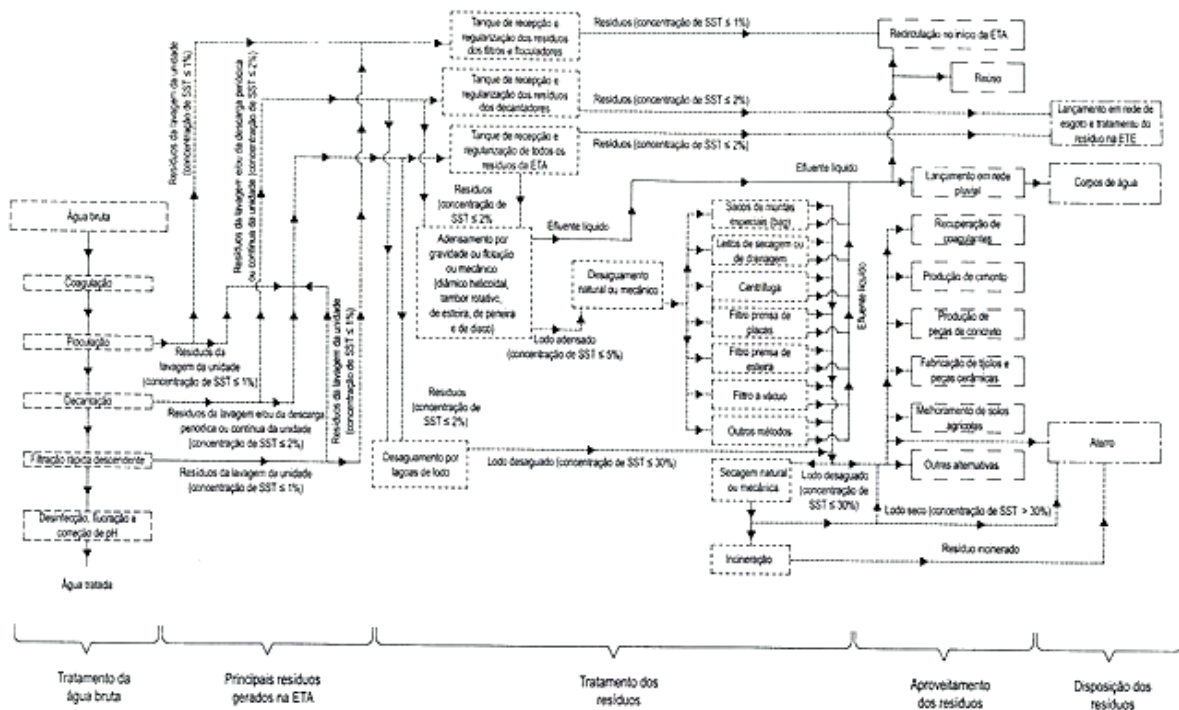 Água bruta
Coagulação
Floculação
Decantação
Filtração rápida descendente
Desinfecção, fluoração e
correção de pH
Água tratada
Resíduos da lavagem da unidade
(concentração de SST ≤ 1%)
Resíduos da lavagem e/ou da descarga periódica
ou contínua da unidade (concentração de SST ≤ 2%)
Resíduos da
lavagem da unidade
(concentração de SST ≤ 1%)
Resíduos da lavagem e/ou da descarga
periódica ou contínua da unidade
(concentração de SST ≤ 2%)
Resíduos da lavagem da unidade
(concentração de SST ≤ 1%)
Resíduos da lavagem da unidade
(concentração de SST ≤ 1%)
Tanque de recepção e
regularização dos resíduos
dos filtros e floculadores
Tanque de recepção e
regularização dos resíduos
dos decantadores
Tanque de recepção e
regularização de todos os
resíduos da ETA
Resíduos (concentração de SST ≤ 1%)
Resíduos (concentração de SST ≤ 2%)
Resíduos (concentração de SST ≤ 2%)
Resíduos
(concentração de
SST ≤ 2%
Adensamento por
gravidade ou flotação
ou mecânico
helicoidal,
tambor rotativo,
de esteira, de peneira
e de disco)
Efluente líquido
Efluente líquido
Lodo adensado
(concentração de SST ≤ 5%)
Desaguamento
natural ou mecânico
Sacos de mantas
especiais (bag)
Leitos de secagem ou
de drenagem
Centrífuga
Filtro prensa de
placas
Filtro prensa de
esteira
Filtro a vácuo
Outros métodos
Efluente líquido
Resíduos
(concentração de
SST ≤ 2%)
Desaguamento por
lagoas de lodo
Lodo desaguado (concentração de SST ≤ 30%)
Secagem natural
ou mecânica
Lodo desaguado
(concentração de
SST ≤ 30%)
Lodo seco (concentração de SST > 30%)
Incineração
Resíduo incinerado
Recirculação no início da ETA
Reúso
Lançamento em rede de
esgoto e tratamento do
resíduo na ETE
Lançamento em rede
pluvial
Corpos de água
Recuperação de
coagulantes
Produção de cimento
Produção de
peças de concreto
Fabricação de tijolos e
peças cerâmicas
Melhoramento de solos
agrícolas
Outras alternativas
Aterro
Tratamento da
água bruta
Principais resíduos
gerados na ETA
Tratamento dos
resíduos
Aproveitamento
dos resíduos
Disposição dos
resíduos